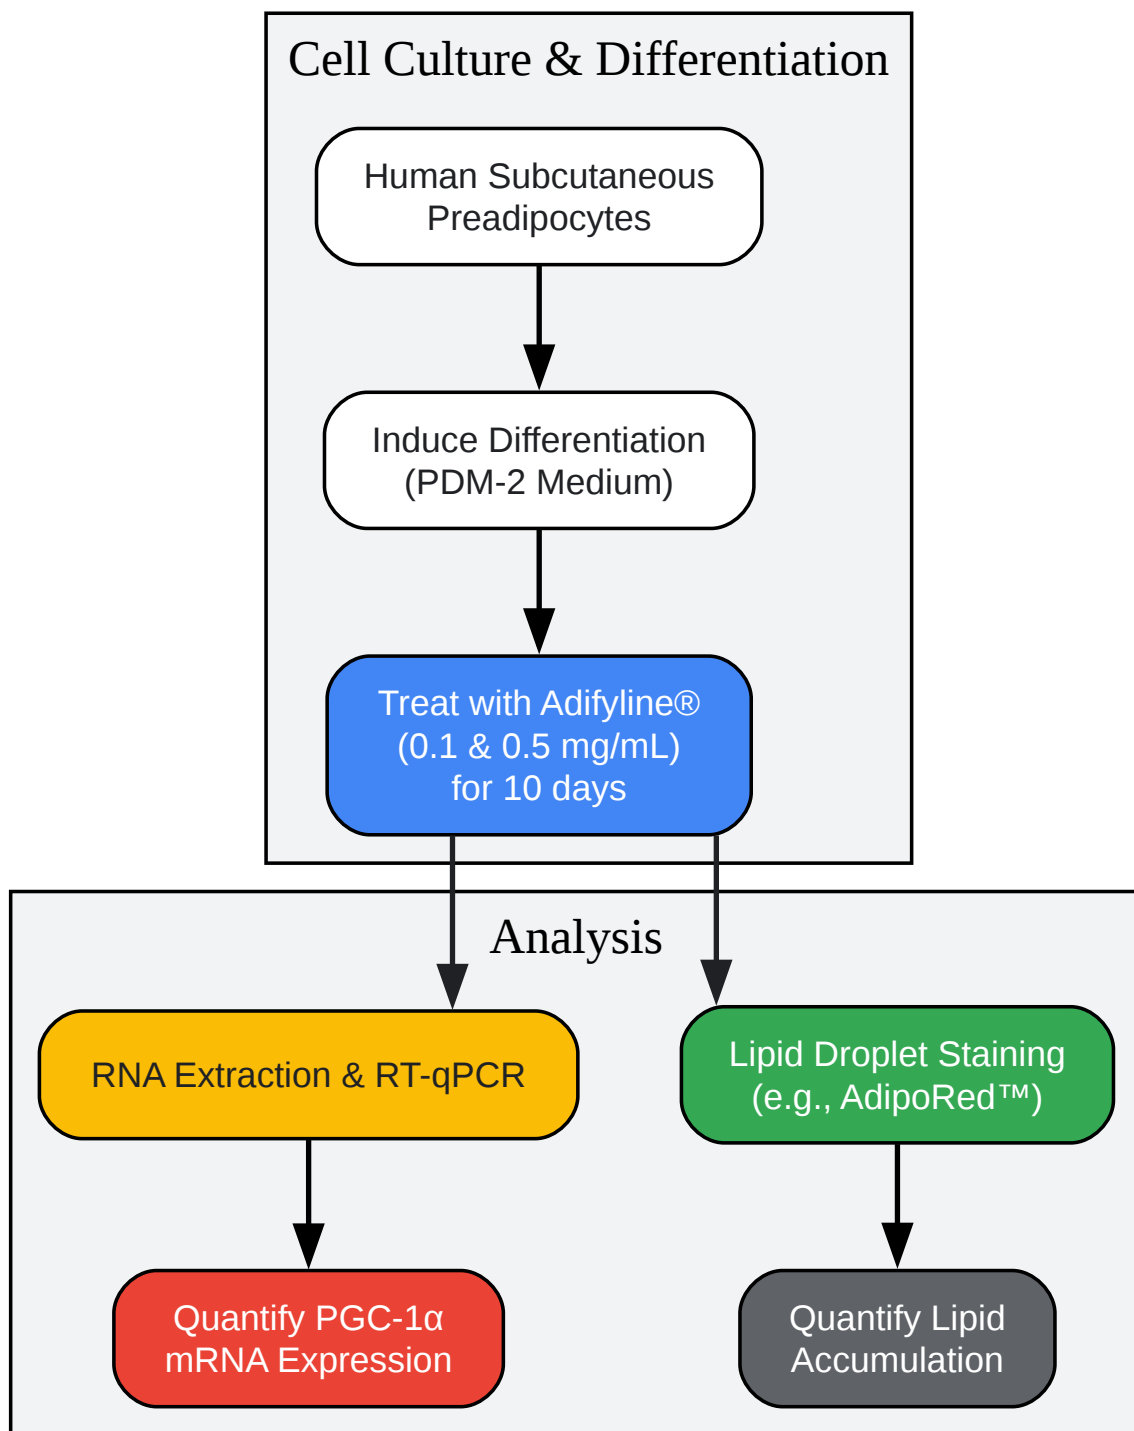 Cell Culture & Differentiation
Human Subcutaneous
Preadipocytes
Induce Differentiation
(PDM-2 Medium)
Treat with Adifyline®
(0.1 & 0.5 mg/mL)
for 10 days
Analysis
RNA Extraction & RT-qPCR
Lipid Droplet Staining
(e.g., AdipoRed™)
Quantify PGC-1α
mRNA Expression
Quantify Lipid
Accumulation